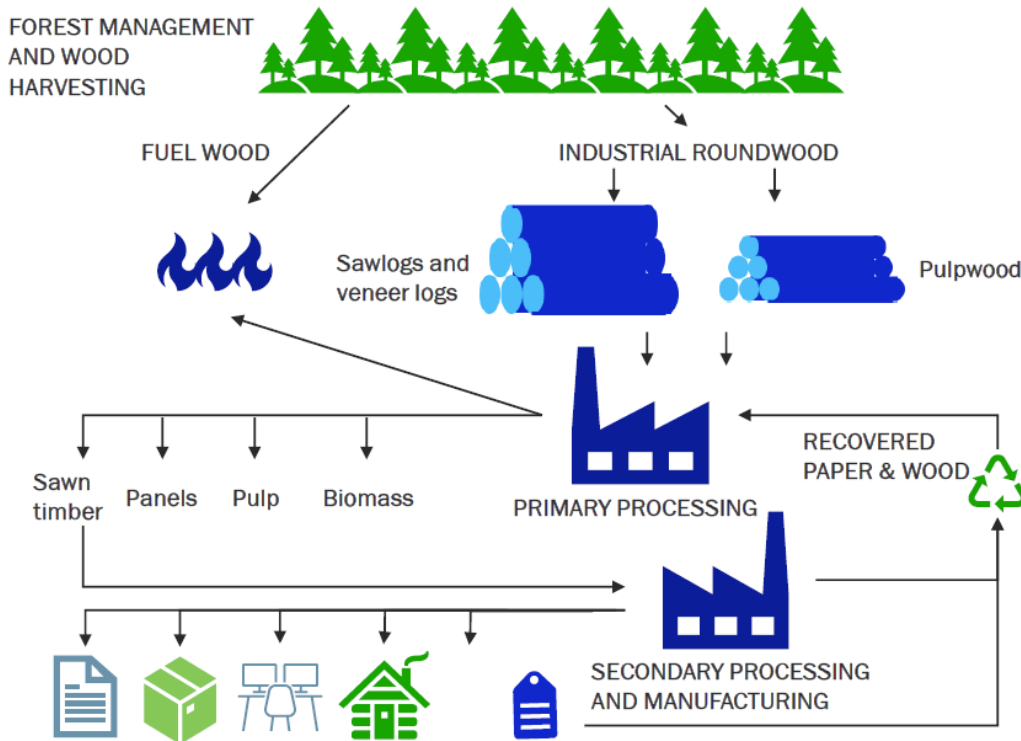 FOREST MANAGEMENT
AND WOOD
HARVESTING
FUEL WOOD
INDUSTRIAL ROUNDWOOD
Sawlogs and
veneer logs
Pulpwood
RECOVERED
PAPER & WOOD
Sawn
timber
Panels
Pulp
Biomass
PRIMARY PROCESSING
SECONDARY PROCESSING
AND MANUFACTURING